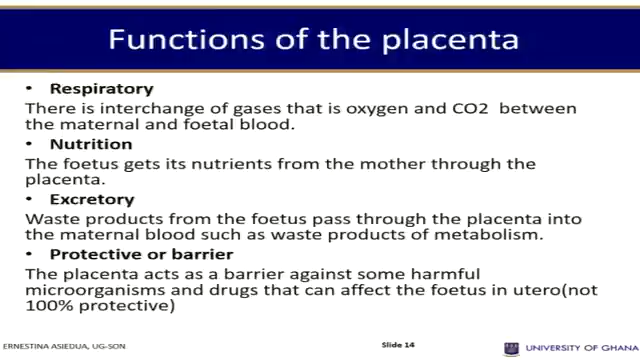 Functions of the placenta
• Respiratory
There is interchange of gases that is oxygen and CO2 between
the maternal and foetal blood.
• Nutrition
The foetus gets its nutrients from the mother through the
placenta.
• Excretory
Waste products from the foetus pass through the placenta into
the maternal blood such as waste products of metabolism.
• Protective or barrier
The placenta acts as a barrier against some harmful
microorganisms and drugs that can affect the foetus in utero(not
100% protective)
ERNESTINA ASIEDUA, UG-SON
Slide 14
UNIVERSITY OF GHANA